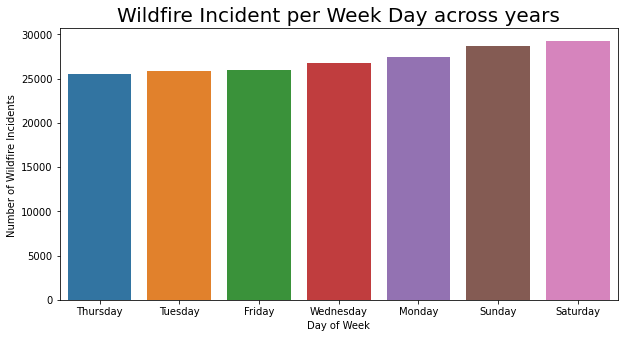 Wildfire Incident per Week Day across years
Number of Wildfire Incidents
30000
25000
20000
15000
10000
5000
0
Thursday Tuesday Friday Wednesday Monday Sunday Saturday
Day of Week